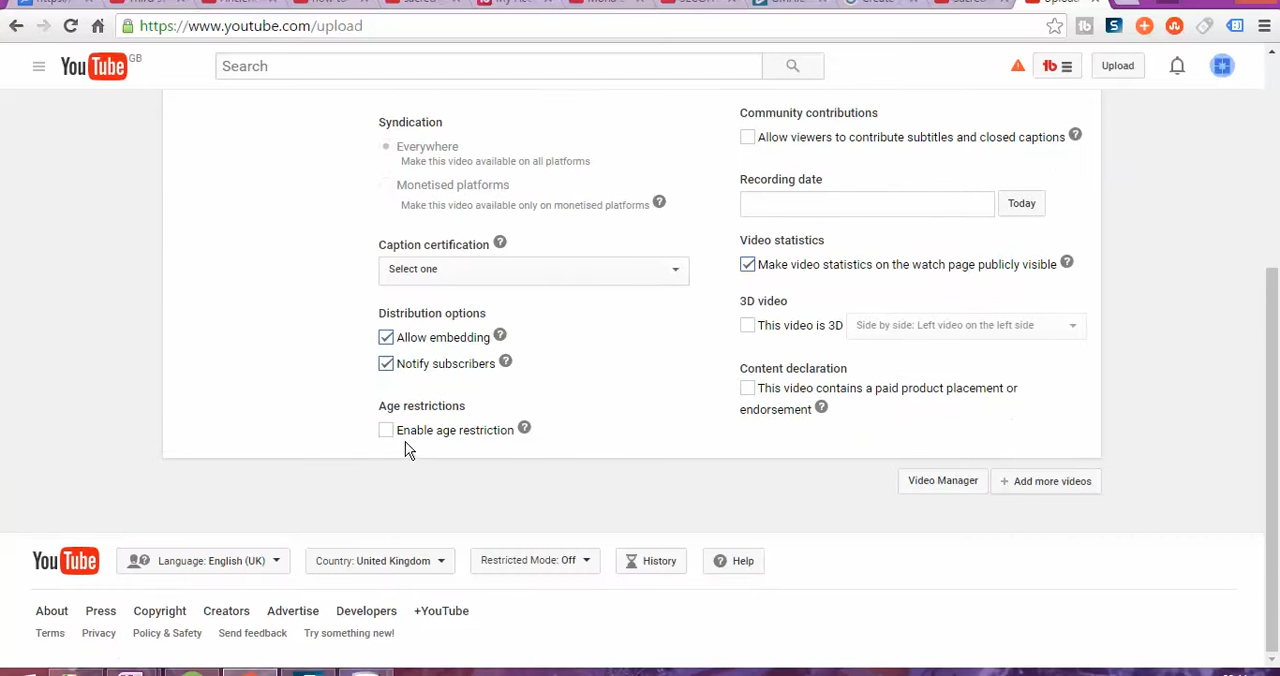 https://www.youtube.com/upload
YouTube GB
Search
Upload
Syndication
Everywhere
Make this video available on all platforms
Monetised platforms
Make this video available only on monetised platforms ?
Caption certification ?
Select one
Distribution options
Allow embedding ?
Notify subscribers ?
Age restrictions
Enable age restriction ?
Community contributions
Allow viewers to contribute subtitles and closed captions ?
Recording date
Today
Video statistics
Make video statistics on the watch page publicly visible ?
3D video
This video is 3D
Side by side: Left video on the left side
Content declaration
This video contains a paid product placement or
endorsement ?
Video Manager
+ Add more videos
YouTube
Language: English (UK)
Country: United Kingdom
Restricted Mode: Off
History
? Help
About Press Copyright Creators Advertise Developers +YouTube
Terms Privacy Policy & Safety Send feedback Try something new!